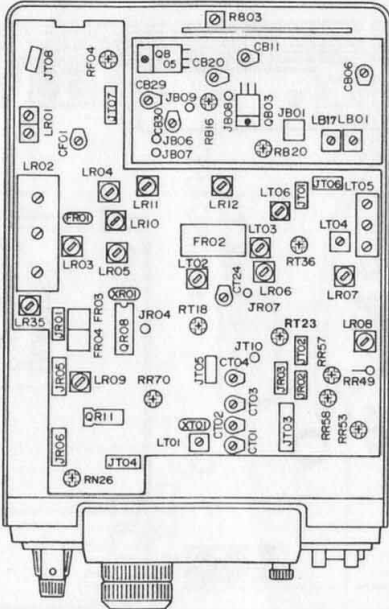 R803
JT08
RF04
QB
05
CB11
CB20
CB06
JT07
CB29
JB09
LR01
CF01
CB30
RB16
JB08
QB03
JB01
LB17
LB01
JB06
JB07
RB20
LR02
LR04
LR11
LR12
LT06
JT01
JT06
LT05
FR01
LR10
FR02
LT03
LT04
LR03
LR05
RT36
LT02
LR06
LR07
CT24
XR01
JR07
LR35
JR01
FR03
FR04
QR08
JR04
RT18
RT23
LR08
JT10
JT02
RR57
JR05
LR09
JT05
CT04
JR03
JR02
RR49
RR70
CT03
QR11
CT02
RR58
RR53
XT01
JT03
LT01
CT01
JR06
JT04
RN26